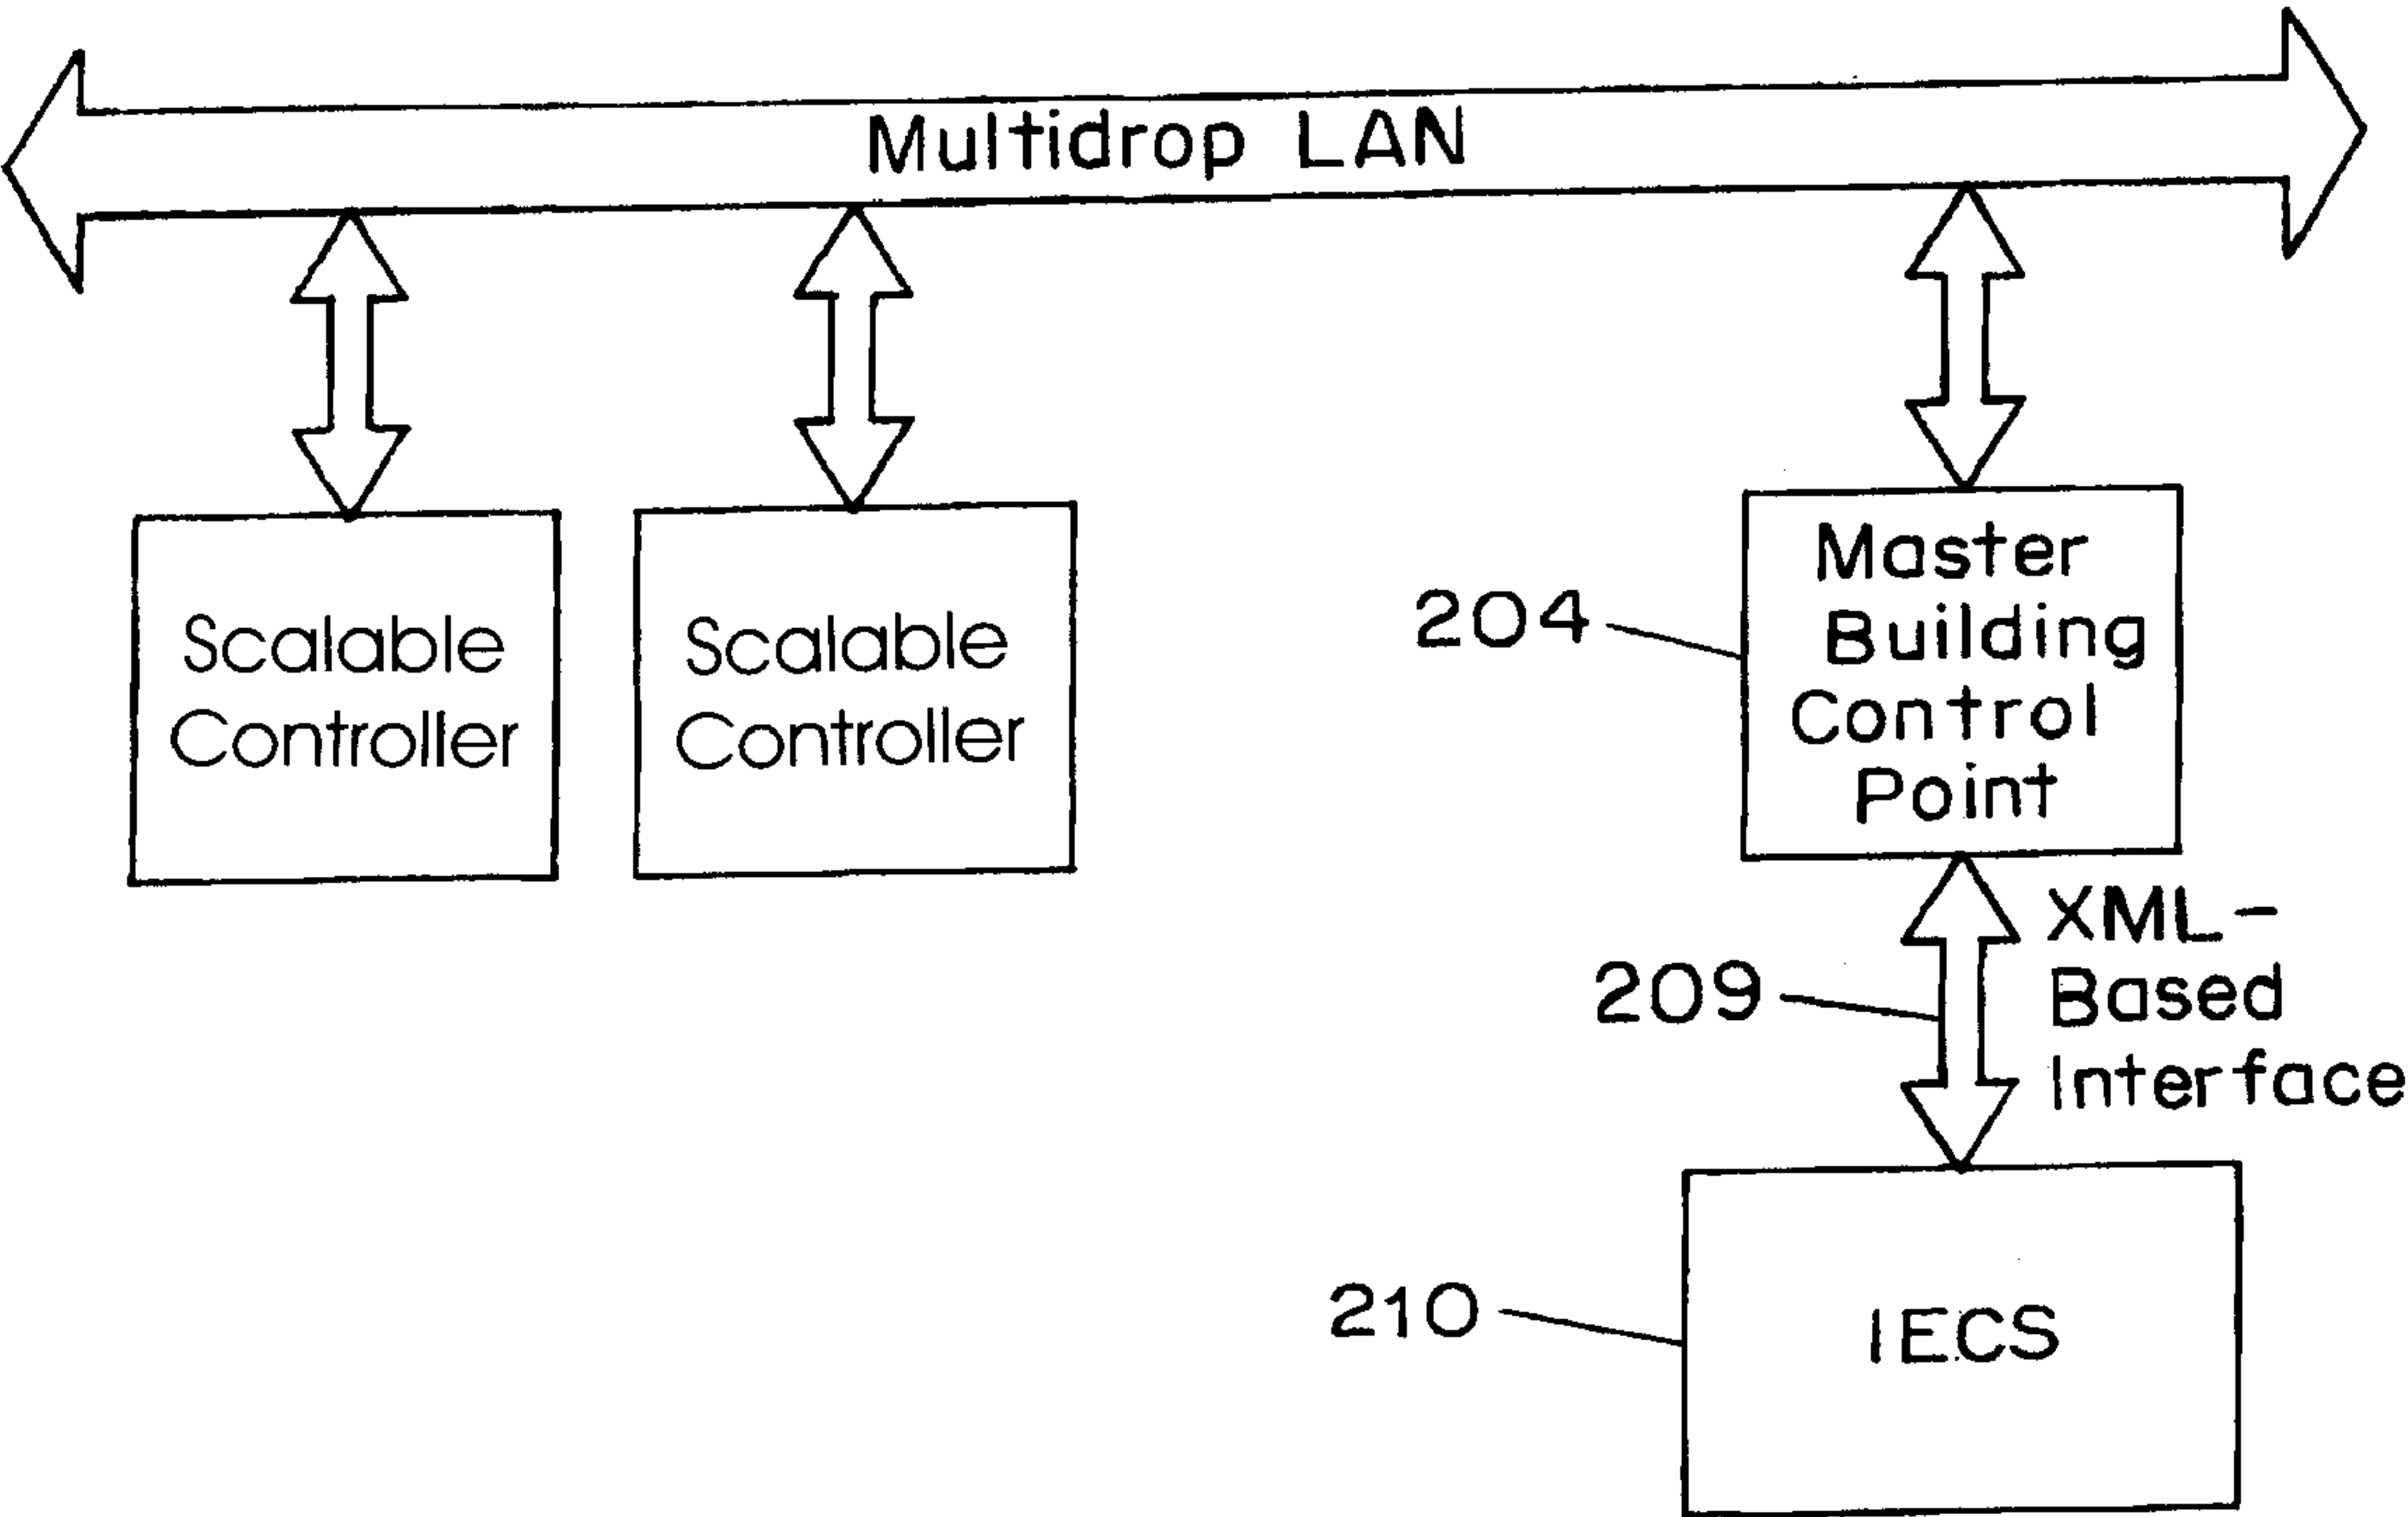 Multidrop LAN
Scalable
Controller
Scalable
Controller
204
Master
Building
Control
Point
209
XML-
Based
Interface
210
IECS